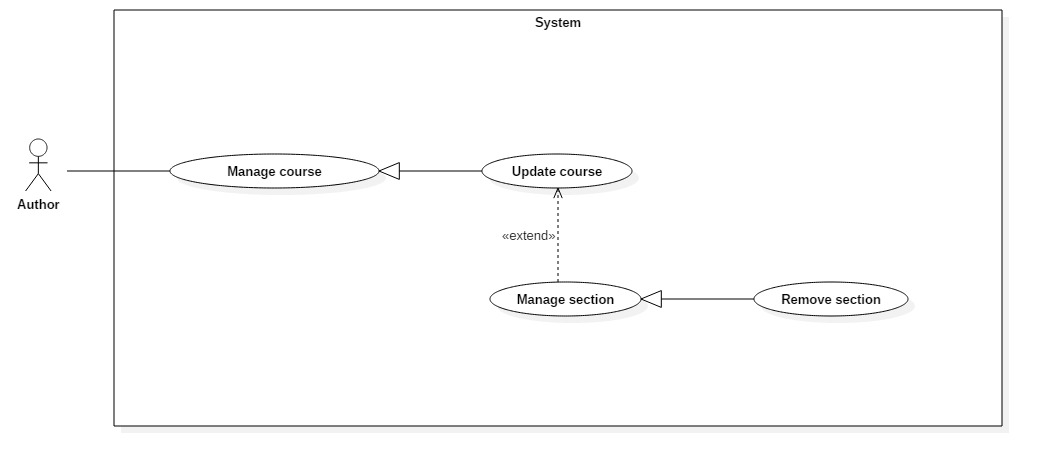 System
Manage course
Update course
Author
«extend»
Manage section
Remove section